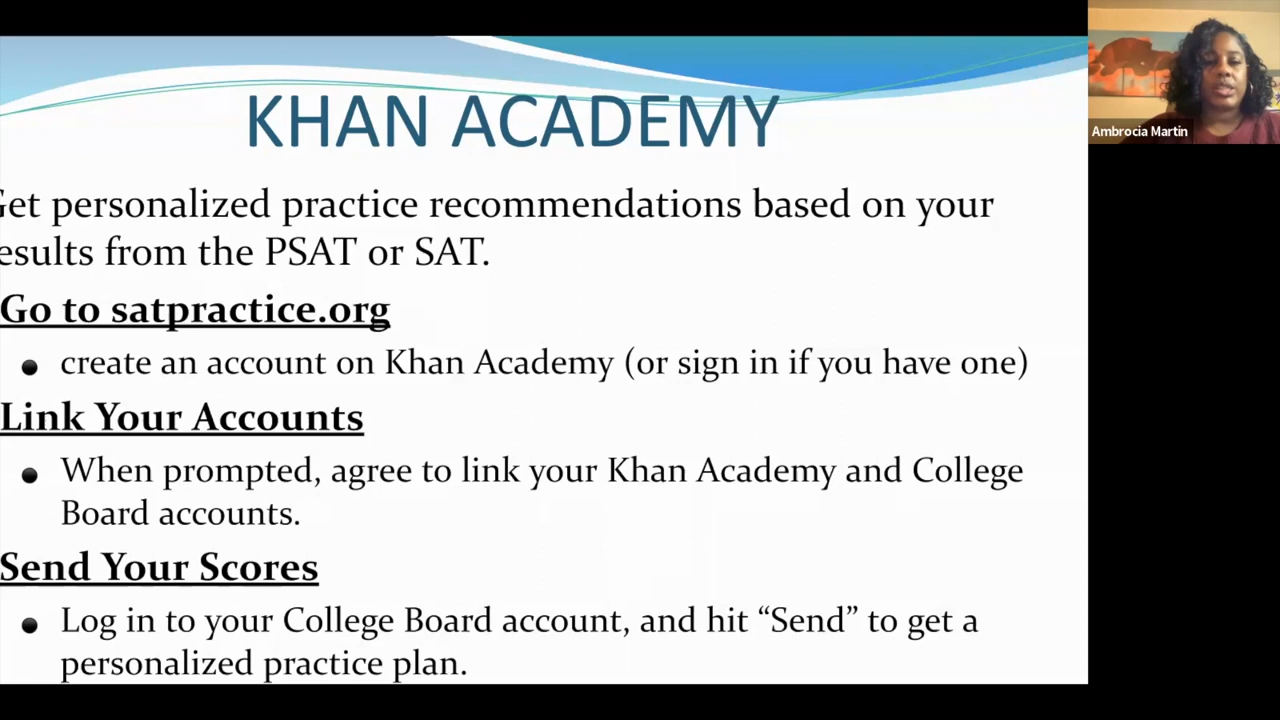 KHAN ACADEMY
Get personalized practice recommendations based on your
esults from the PSAT or SAT.
Go to satpractice.org
• create an account on Khan Academy (or sign in if you have one)
Link Your Accounts
• When prompted, agree to link your Khan Academy and College
Board accounts.
Send Your Scores
• Log in to your College Board account, and hit “Send” to get a
personalized practice plan.
Ambrocia Martin